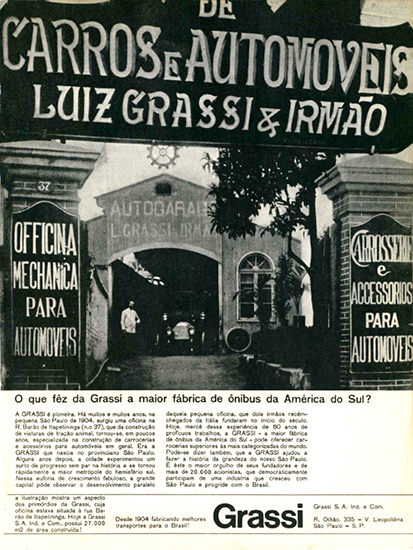 DE
CARROS E AUTOMOVEIS
LUIZ GRASSI & IRMÃO
37
OFFICINA
MECHANICA
PARA
AUTOMOVEIS
AUTOGARAGE
L. GRASSI & IRMÃO
CARROSSERIE
e
ACCESSORIOS
PARA
AUTOMOVEIS
O que fêz da Grassi a maior fábrica de ônibus da América do Sul?
A GRASSI é pioneira. Há muitos e muitos anos, na
pequena São Paulo de 1904, surgiu uma oficina na
R. Barão de Itapetininga (n.o 37), que da construção
de viaturas de tração animal, tornou-se, em poucos
anos, especializada na construção de carrocerias
e acessórios para automóveis em geral. Era a
GRASSI que nascia no provinciano São Paulo.
Alguns anos depois, a cidade experimentou um
surto de progresso sem par na história e se tornou
ràpidamente a maior metrópole do hemisfério sul.
Nessa euforia de crescimento fabuloso, a grande
capital pôde observar o desenvolvimento paralelo
daquela pequena oficina, que dois irmãos recém-
chegados da Itália fundaram no início do século.
Hoje, mercê dessa experiência de 60 anos de
profícuos trabalhos, a GRASSI - a maior fábrica
de ônibus da América do Sul - pode oferecer car-
rocerias superiores às mais categorizadas do mundo.
Pode-se dizer também, que a GRASSI ajudou a
fazer a história da grandeza do nosso São Paulo.
E êste o maior orgulho de seus fundadores e de
mais de 20.000 acionistas, que democràticamente
participam de uma indústria que cresceu com
São Paulo e progride com o Brasil.
a ilustração mostra um aspecto
dos primórdios da Grassi, cuja
oficina estava situada à rua Ba-
rão de Itapetininga. Hoje a Grassi
S.A. Ind. e Com., possui 27.000
m2 de área construída!
Desde 1904 fabricando melhores
transportes para o Brasil!
Grassi
Grassi S. A. Ind. e Com.
R. Othão, 335 - V. Leopoldina
São Paulo - S. P.